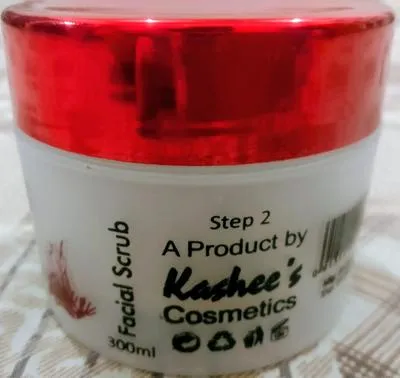 Facial Scrub
300ml
Step 2
A Product by
Kashee's
Cosmetics